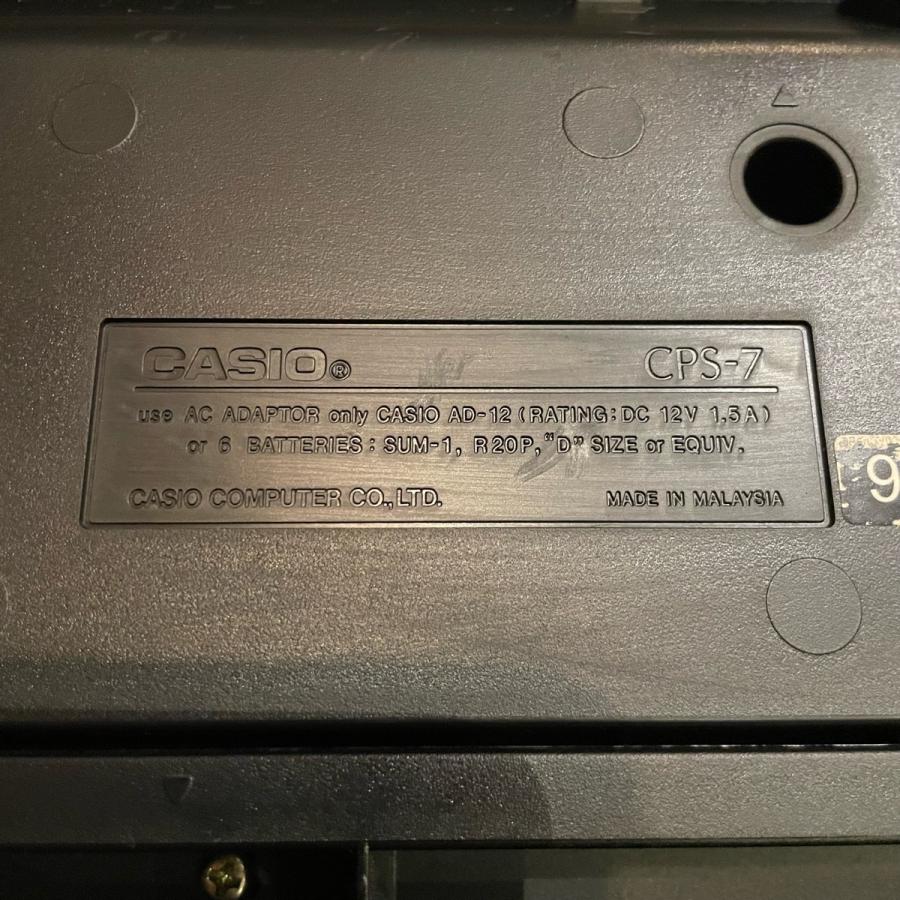 CASIO®
CPS-7
use AC ADAPTOR only CASIO AD-12 (RATING: DC 12V 1.5A)
or 6 BATTERIES: SUM-1, R20P, "D" SIZE or EQUIV.
CASIO COMPUTER CO., LTD.
MADE IN MALAYSIA
9